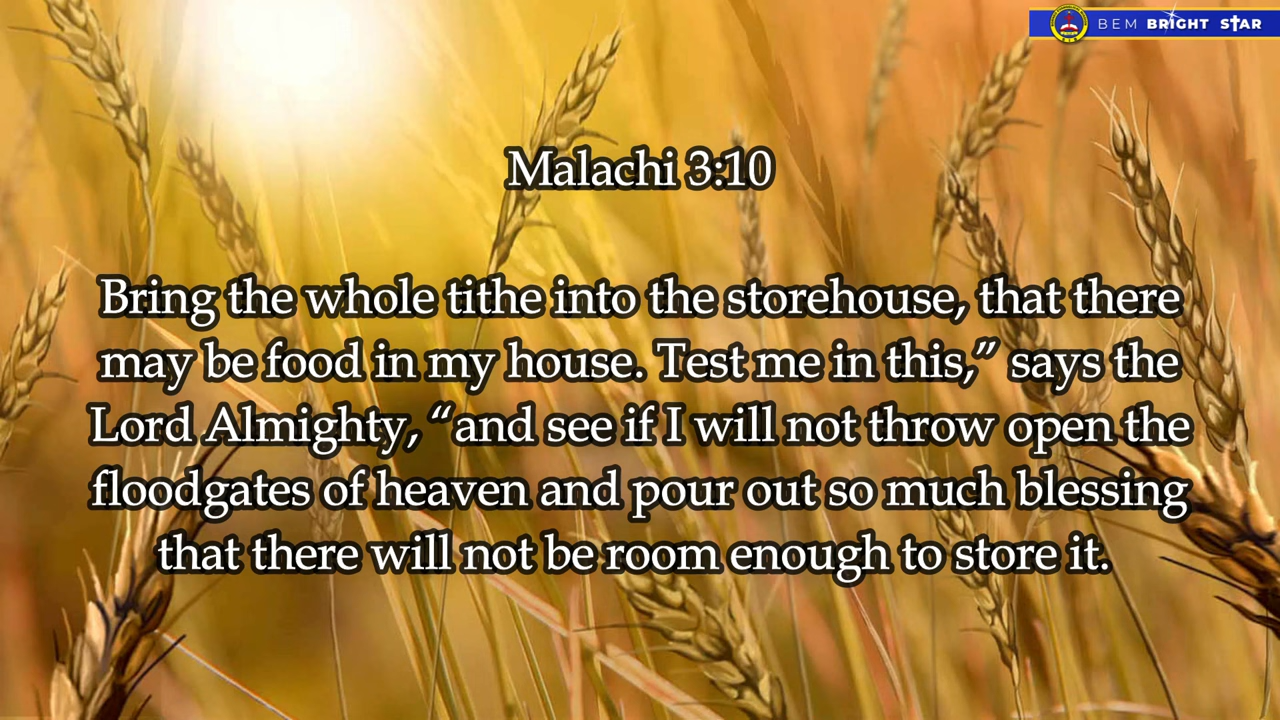 BEM BRIGHT STAR
Malachi 3:10
Bring the whole tithe into the storehouse, that there
may be food in my house. Test me in this,” says the
Lord Almighty, “and see if I will not throw open the
floodgates of heaven and pour out so much blessing
that there will not be room enough to store it.